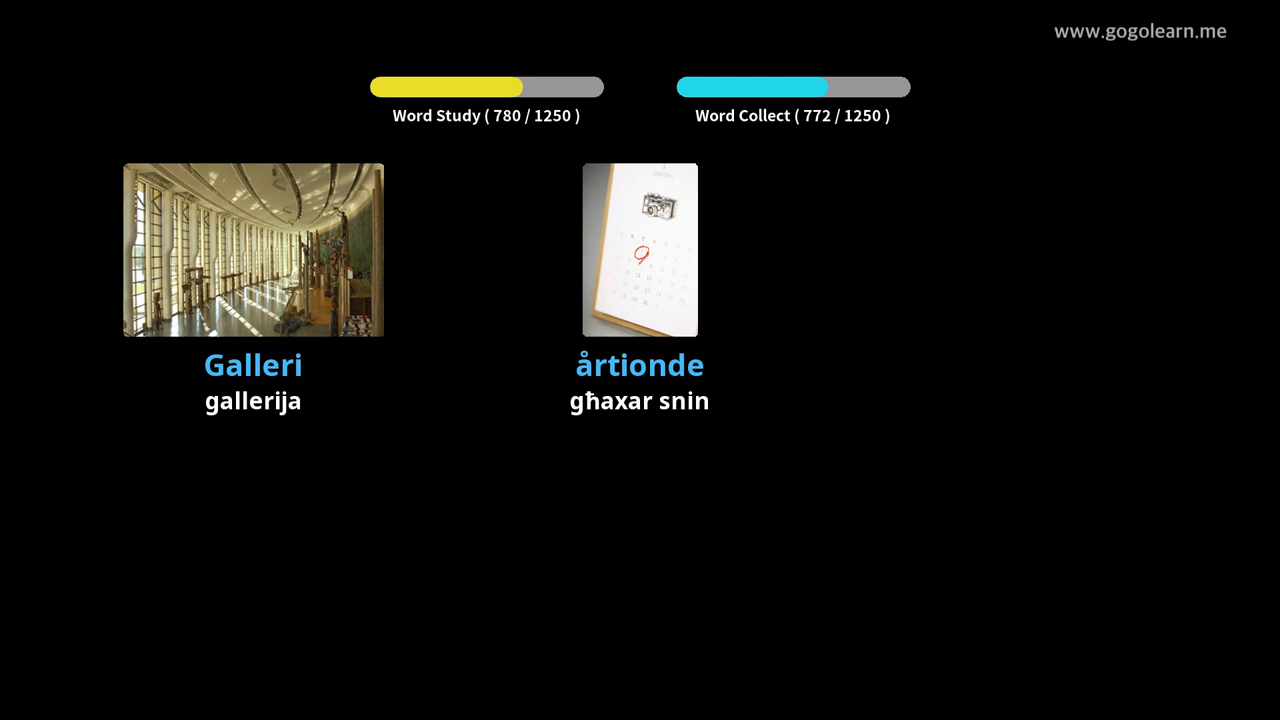 www.gogolearn.me
Word Study ( 780 / 1250 )
Word Collect ( 772 / 1250 )
Galleri
gallerija
årtionde
għaxar snin